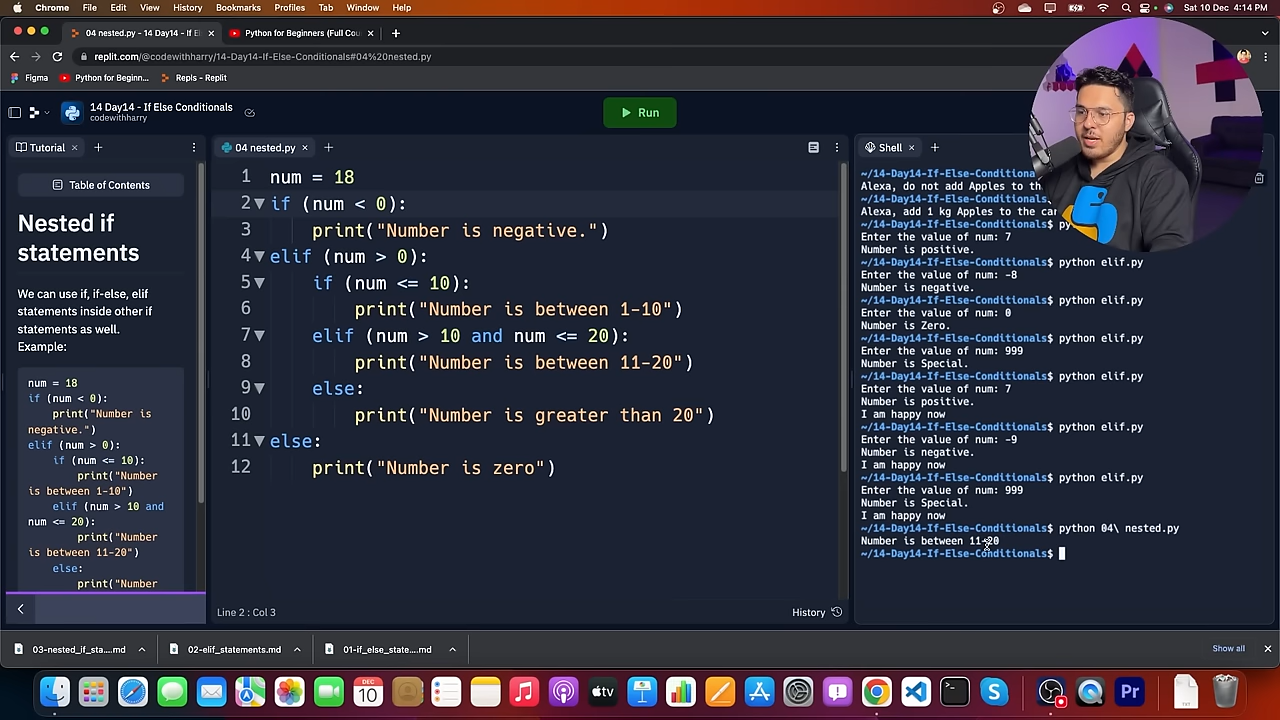 Chrome File Edit View History Bookmarks Profiles Tab Window Help Sat 10 Dec 4:14 PM
04 nested.py - 14 Day14 - If El
Python for Beginners (Full Cou
replit.com/@codewithharry/14-Day14-If-Else-Conditionals#04%20nested.py
Figma Python for Beginn... Repls - Replit
14 Day14 - If Else Conditionals
codewithharry
Run
Tutorial
Table of Contents
Nested if
statements
We can use if, if-else, elif
statements inside other if
statements as well.
Example:
num = 18
if (num < 0):
print("Number is
negative.")
elif (num > 0):
if (num <= 10):
print("Number
is between 1-10")
elif (num > 10 and
num <= 20):
print("Number
is between 11-20")
else:
print("Number
04 nested.py
1 num = 18
2 if (num < 0):
3 print("Number is negative.")
4 elif (num > 0):
5 if (num <= 10):
6 print("Number is between 1-10")
7 elif (num > 10 and num <= 20):
8 print("Number is between 11-20")
9 else:
10 print("Number is greater than 20")
11 else:
12 print("Number is zero")
Line 2 : Col 3
History
Shell
~/14-Day14-If-Else-Conditiona
Alexa, do not add Apples to th
~/14-Day14-If-Else-Conditionals
Alexa, add 1 kg Apples to the car
~/14-Day14-If-Else-Conditionals$ py
Enter the value of num: 7
Number is positive.
~/14-Day14-If-Else-Conditionals$ python elif.py
Enter the value of num: -8
Number is negative.
~/14-Day14-If-Else-Conditionals$ python elif.py
Enter the value of num: 0
Number is Zero.
~/14-Day14-If-Else-Conditionals$ python elif.py
Enter the value of num: 999
Number is Special.
~/14-Day14-If-Else-Conditionals$ python elif.py
Enter the value of num: 7
Number is positive.
I am happy now
~/14-Day14-If-Else-Conditionals$ python elif.py
Enter the value of num: -9
Number is negative.
I am happy now
~/14-Day14-If-Else-Conditionals$ python elif.py
Enter the value of num: 999
Number is Special.
I am happy now
~/14-Day14-If-Else-Conditionals$ python 04\ nested.py
Number is between 11-20
~/14-Day14-If-Else-Conditionals$
03-nested_if_sta....md
02-elif_statements.md
01-if_else_state....md
Show all
DEC
10
tv
S
Pr
TXT